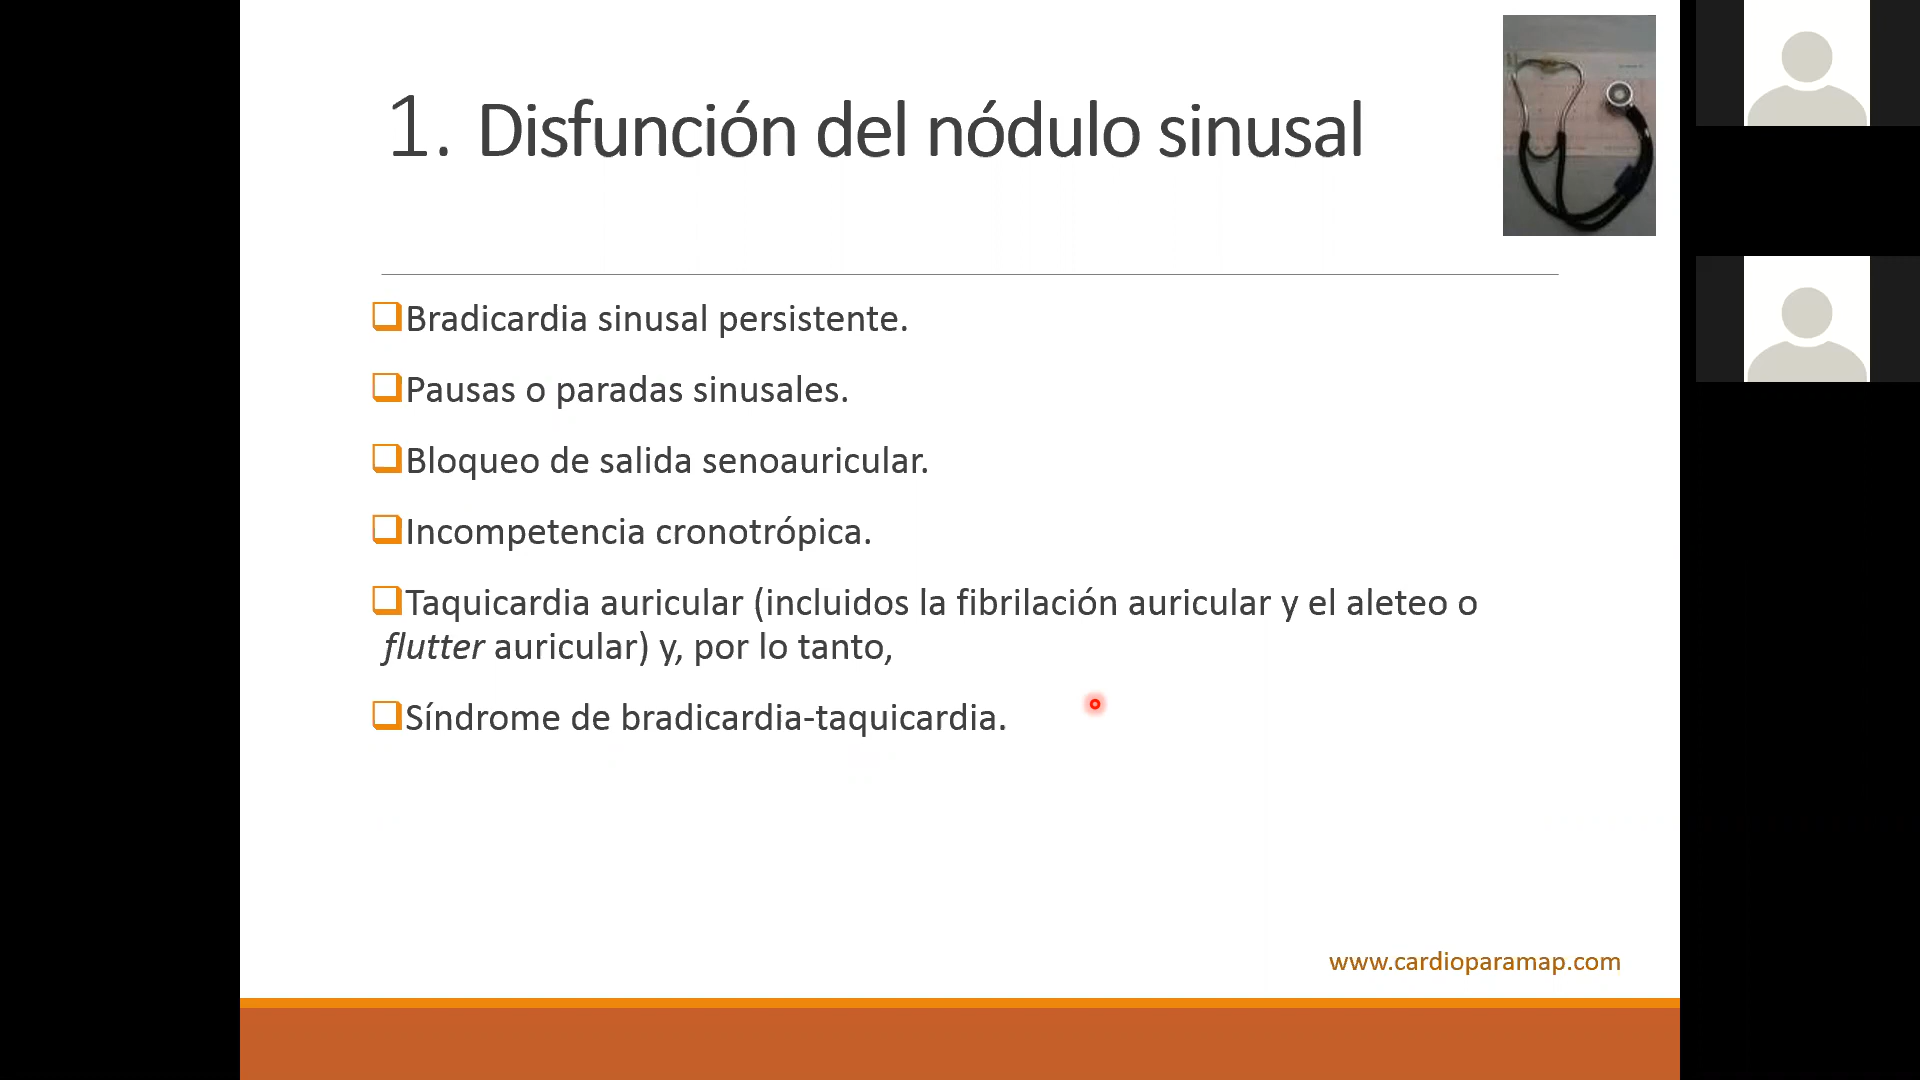 1. Disfunción del nódulo sinusal
Bradicardia sinusal persistente.
Pausas o paradas sinusales.
Bloqueo de salida senoauricular.
Incompetencia cronotrópica.
Taquicardia auricular (incluidos la fibrilación auricular y el aleteo o
flutter auricular) y, por lo tanto,
Síndrome de bradicardia-taquicardia.
www.cardioparamap.com